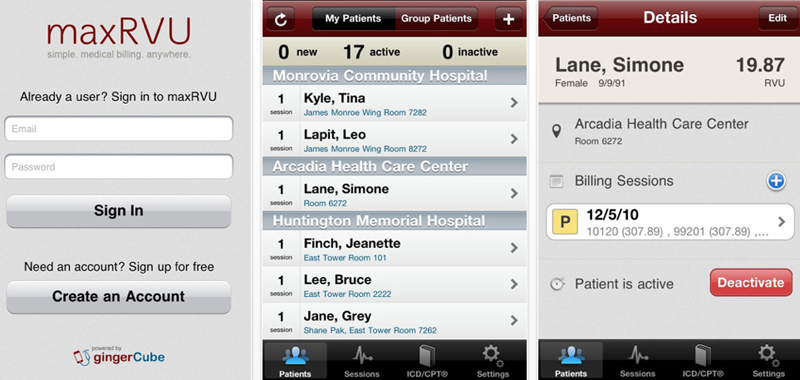 maxRVU
simple. medical billing. anywhere.
Already a user? Sign in to maxRVU
Email
Password
Sign In
Need an account? Sign up for free
Create an Account
powered by
gingerCube
My Patients Group Patients
0 new 17 active 0 inactive
Monrovia Community Hospital
1 Kyle, Tina
session James Monroe Wing Room 7282
1 Lapit, Leo
session James Monroe Wing Room 8272
Arcadia Health Care Center
1 Lane, Simone
session Room 6272
Huntington Memorial Hospital
1 Finch, Jeanette
session East Tower Room 101
1 Lee, Bruce
session East Tower Room 2222
1 Jane, Grey
session Shane Pak, East Tower Room 7262
Patients Sessions ICD/CPT® Settings
Patients Details Edit
Lane, Simone 19.87
Female 9/9/91 RVU
Arcadia Health Care Center
Room 6272
Billing Sessions
P 12/5/10
10120 (307.89) , 99201 (307.89) ,...
Patient is active Deactivate
Patients Sessions ICD/CPT® Settings